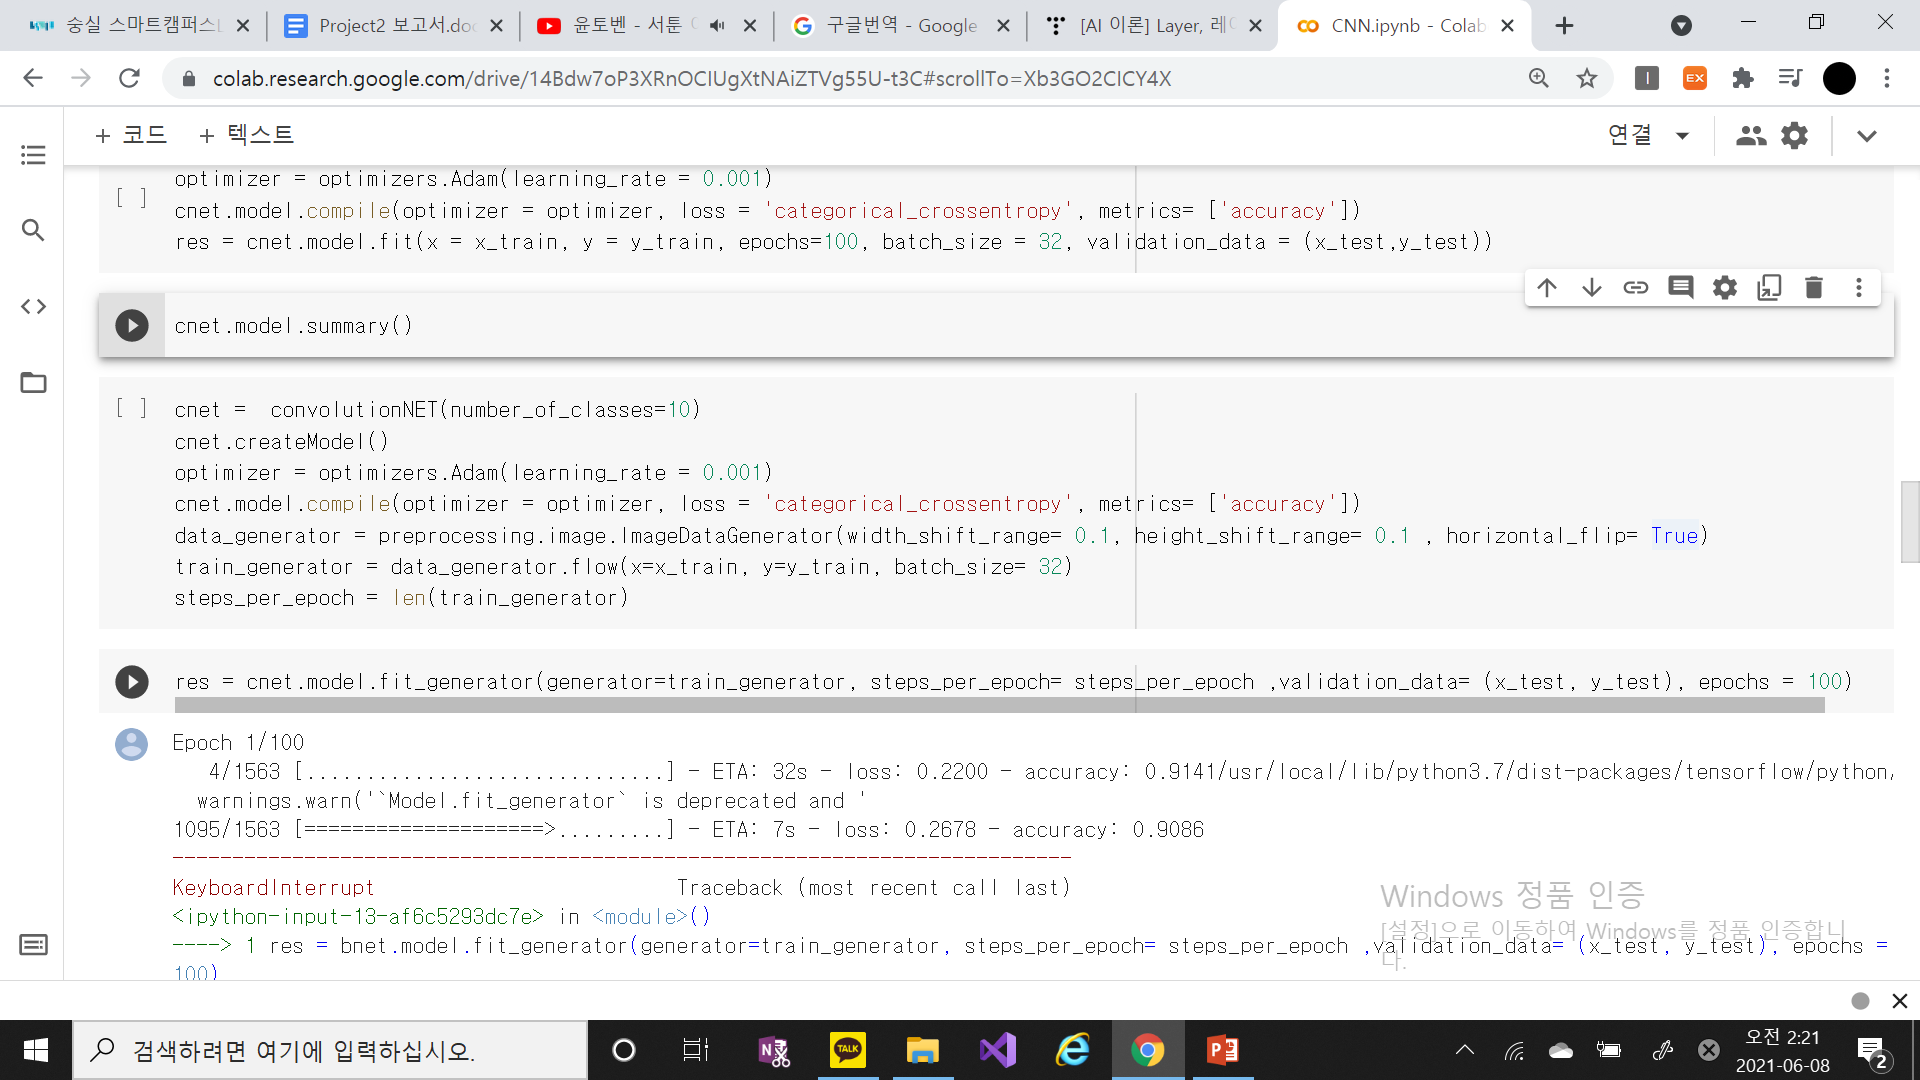 숭실 스마트캠퍼스L
Project2 보고서.doc
윤토벤 - 서툰
구글번역 - Google
[AI 이론] Layer, 레
CNN.ipynb - Colab
colab.research.google.com/drive/14Bdw7oP3XRnOCIUgXtNAiZTVg55U-t3C#scrollTo=Xb3GO2CICY4X
+ 코드 + 텍스트
연결
optimizer = optimizers.Adam(learning_rate = 0.001)
[ ]
cnet.model.compile(optimizer = optimizer, loss = 'categorical_crossentropy', metrics= ['accuracy'])
res = cnet.model.fit(x = x_train, y = y_train, epochs=100, batch_size = 32, validation_data = (x_test,y_test))
cnet.model.summary()
[ ] cnet =  convolutionNET(number_of_classes=10)
cnet.createModel()
optimizer = optimizers.Adam(learning_rate = 0.001)
cnet.model.compile(optimizer = optimizer, loss = 'categorical_crossentropy', metrics= ['accuracy'])
data_generator = preprocessing.image.ImageDataGenerator(width_shift_range= 0.1, height_shift_range= 0.1 , horizontal_flip= True)
train_generator = data_generator.flow(x=x_train, y=y_train, batch_size= 32)
steps_per_epoch = len(train_generator)
res = cnet.model.fit_generator(generator=train_generator, steps_per_epoch= steps_per_epoch ,validation_data= (x_test, y_test), epochs = 100)
Epoch 1/100
4/1563 [..............................] - ETA: 32s - loss: 0.2200 - accuracy: 0.9141/usr/local/lib/python3.7/dist-packages/tensorflow/python/
warnings.warn('`Model.fit_generator` is deprecated and '
1095/1563 [====================>.........] - ETA: 7s - loss: 0.2678 - accuracy: 0.9086
---------------------------------------------------------------------------
KeyboardInterrupt                         Traceback (most recent call last)
<ipython-input-13-af6c5293dc7e> in <module>()
----> 1 res = bnet.model.fit_generator(generator=train_generator, steps_per_epoch= steps_per_epoch ,validation_data= (x_test, y_test), epochs =
100)
Windows 정품 인증
[설정]으로 이동하여 Windows를 정품 인증합니
다.
검색하려면 여기에 입력하십시오.
TALK
오전 2:21
2021-06-08
2